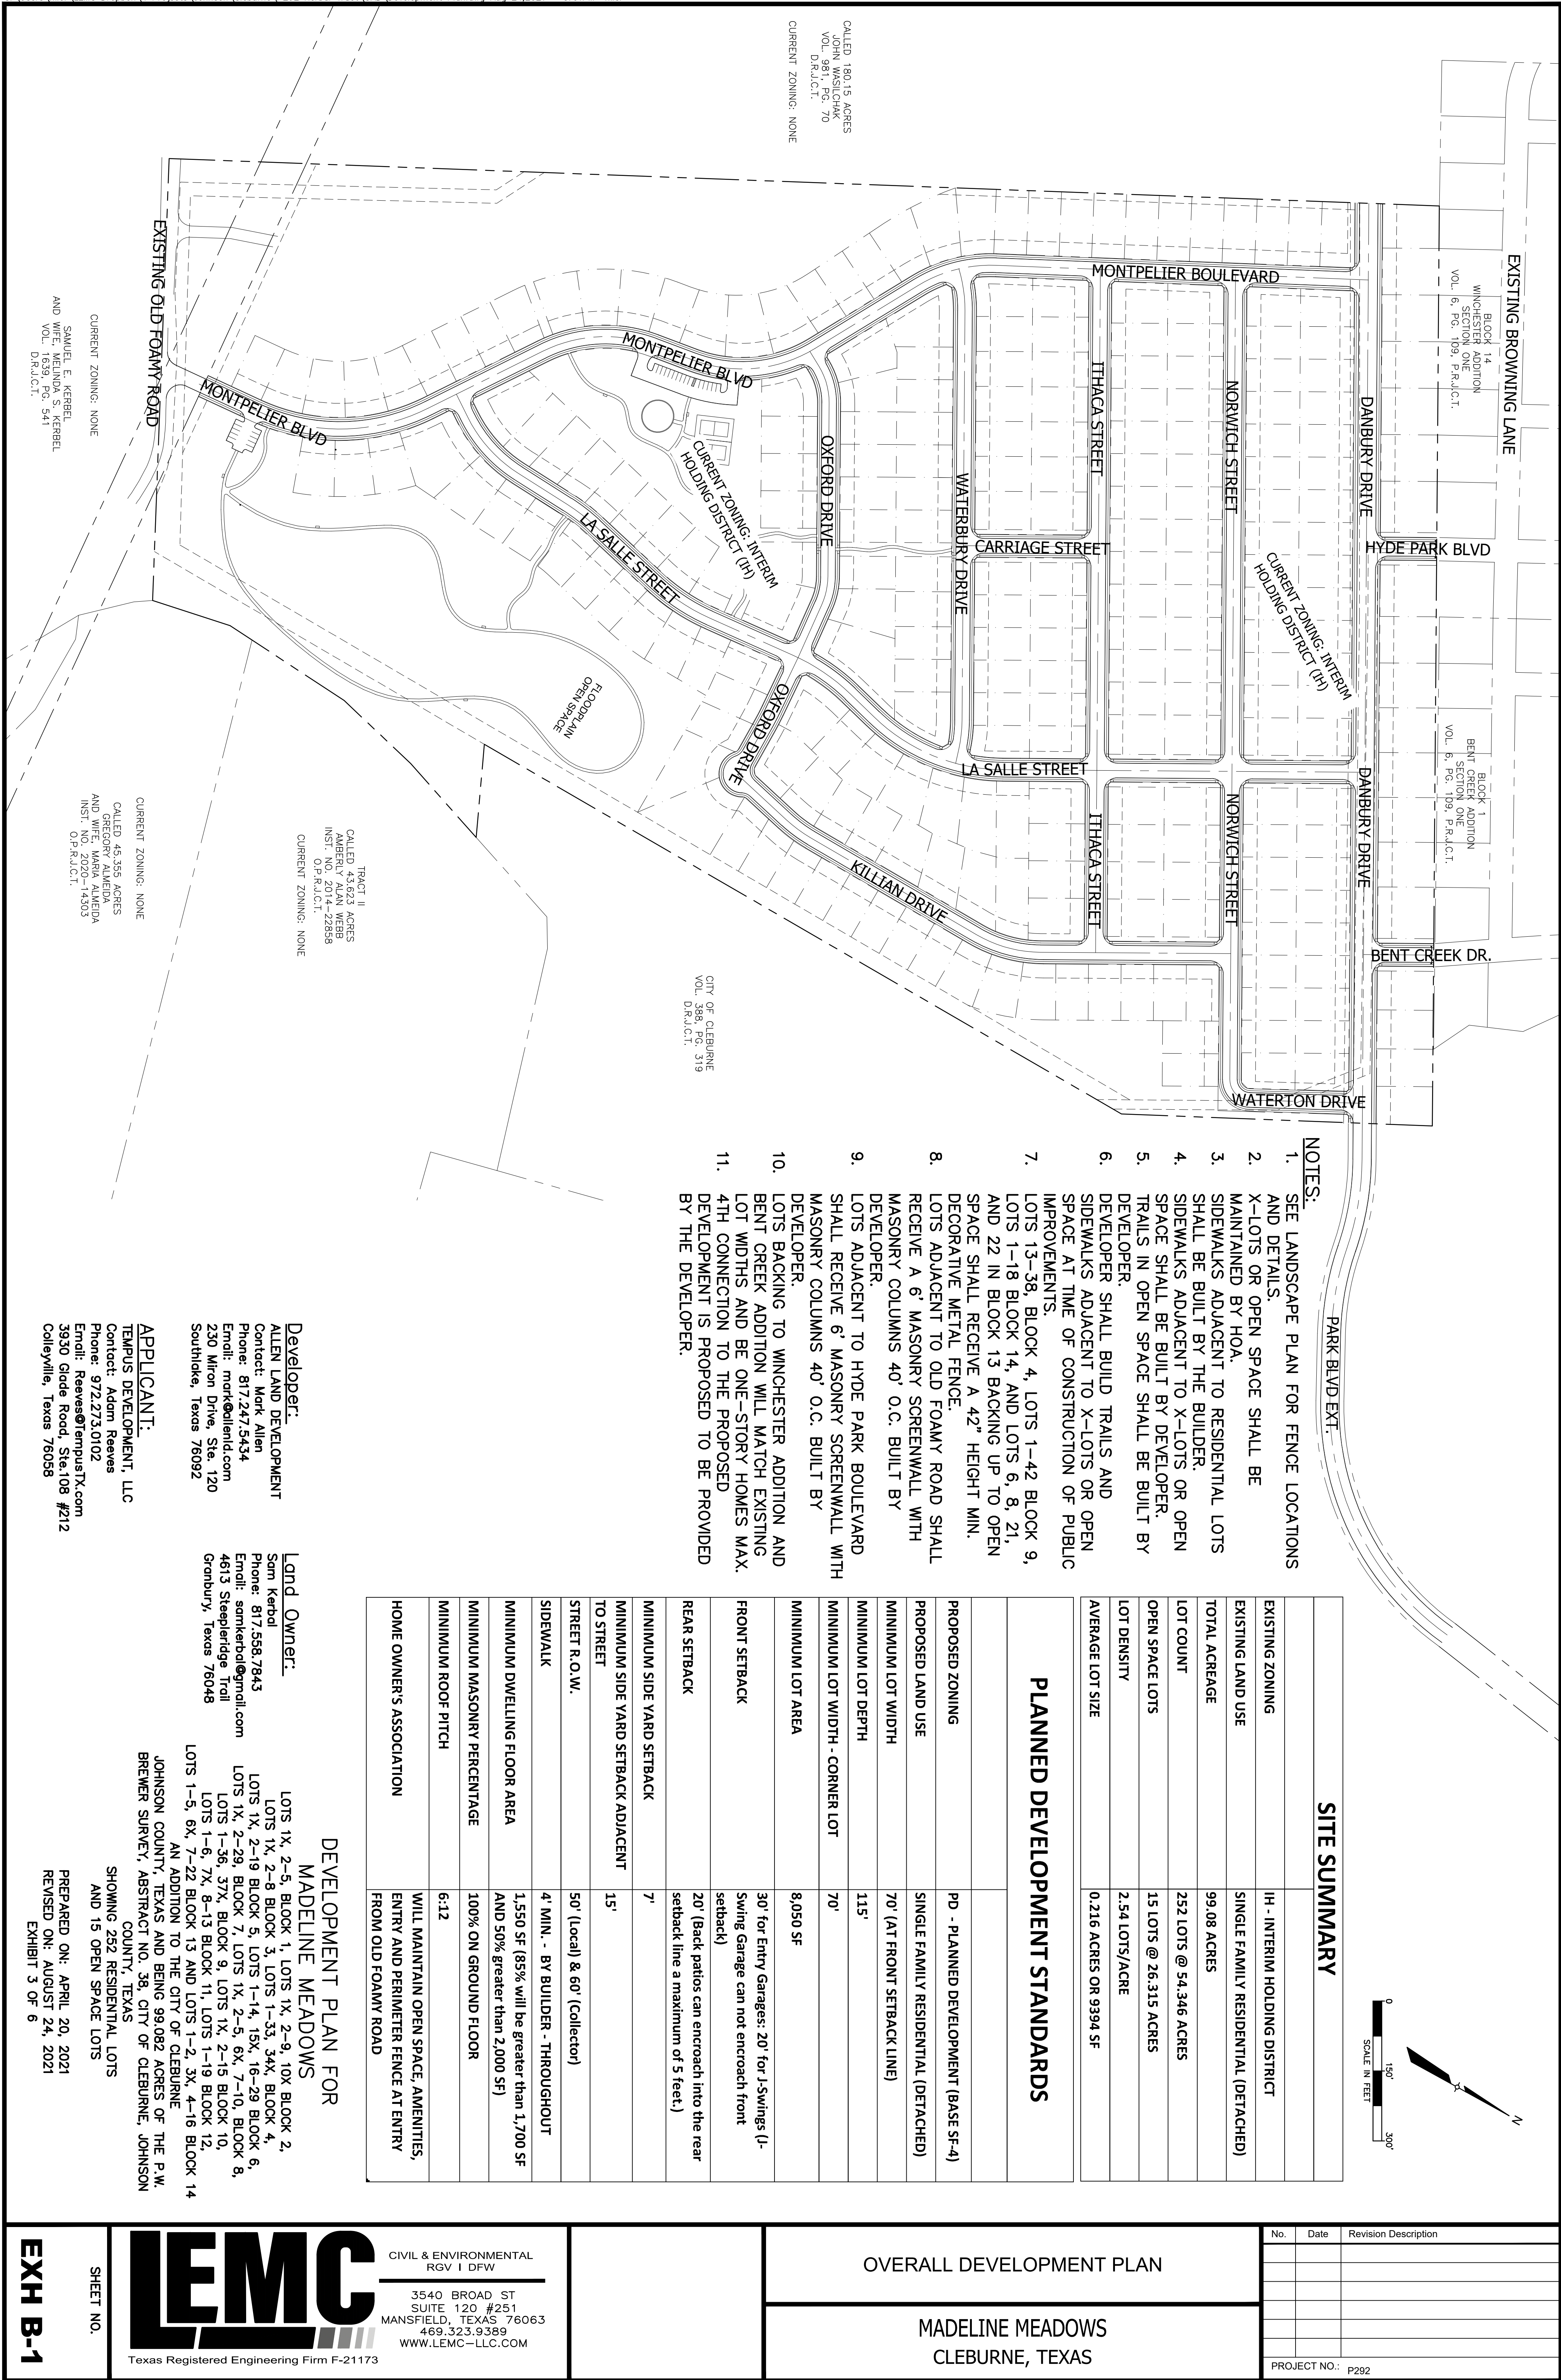 EXISTING BROWNING LANE
BLOCK 14
WINCHESTER ADDITION
SECTION ONE
VOL. 6, PG. 109, P.R.J.C.T.
BLOCK 1
BENT CREEK ADDITION
SECTION ONE
VOL. 6, PG. 109, P.R.J.C.T.
CALLED 180.15 ACRES
JOHN WASILCHAK
VOL. 981, PG. 70
D.R.J.C.T.
CURRENT ZONING: NONE
DANBURY DRIVE
HYDE PARK BLVD
DANBURY DRIVE
BENT CREEK DR.
MONTPELIER BOULEVARD
CURRENT ZONING: INTERIM
HOLDING DISTRICT (IH)
NORWICH STREET
NORWICH STREET
WATERTON DRIVE
ITHACA STREET
ITHACA STREET
CARRIAGE STREET
LA SALLE STREET
WATERBURY DRIVE
KILLIAN DRIVE
OXFORD DRIVE
OXFORD DRIVE
MONTPELIER BLVD
CURRENT ZONING: INTERIM
HOLDING DISTRICT (IH)
LA SALLE STREET
FLOODPLAIN
OPEN SPACE
MONTPELIER BLVD
EXISTING OLD FOAMY ROAD
CURRENT ZONING: NONE
SAMUEL E. KERBEL
AND WIFE, MELINDA S. KERBEL
VOL. 1639, PG. 541
D.R.J.C.T.
CURRENT ZONING: NONE
CALLED 45.355 ACRES
GREGORY ALMEIDA
AND WIFE, MARIA ALMEIDA
INST. NO. 2020-14303
O.P.R.J.C.T.
TRACT II
CALLED 43.623 ACRES
AMBERLY ALAN WEBB
INST. NO. 2014-22858
O.P.R.J.C.T.
CURRENT ZONING: NONE
CITY OF CLEBURNE
VOL. 388, PG. 319
D.R.J.C.T.
PARK BLVD EXT.
NOTES:
1. SEE LANDSCAPE PLAN FOR FENCE LOCATIONS
AND DETAILS.
2. X-LOTS OR OPEN SPACE SHALL BE
MAINTAINED BY HOA.
3. SIDEWALKS ADJACENT TO RESIDENTIAL LOTS
SHALL BE BUILT BY THE BUILDER.
4. SIDEWALKS ADJACENT TO X-LOTS OR OPEN
SPACE SHALL BE BUILT BY DEVELOPER.
5. TRAILS IN OPEN SPACE SHALL BE BUILT BY
DEVELOPER.
6. DEVELOPER SHALL BUILD TRAILS AND
SIDEWALKS ADJACENT TO X-LOTS OR OPEN
SPACE AT TIME OF CONSTRUCTION OF PUBLIC
IMPROVEMENTS.
7. LOTS 13-38, BLOCK 4, LOTS 1-42 BLOCK 9,
LOTS 1-18 BLOCK 14, AND LOTS 6, 8, 21,
AND 22 IN BLOCK 13 BACKING UP TO OPEN
SPACE SHALL RECEIVE A 42" HEIGHT MIN.
DECORATIVE METAL FENCE.
8. LOTS ADJACENT TO OLD FOAMY ROAD SHALL
RECEIVE A 6' MASONRY SCREENWALL WITH
MASONRY COLUMNS 40' O.C. BUILT BY
DEVELOPER.
9. LOTS ADJACENT TO HYDE PARK BOULEVARD
SHALL RECEIVE 6' MASONRY SCREENWALL WITH
MASONRY COLUMNS 40' O.C. BUILT BY
DEVELOPER.
10. LOTS BACKING TO WINCHESTER ADDITION AND
BENT CREEK ADDITION WILL MATCH EXISTING
LOT WIDTHS AND BE ONE-STORY HOMES MAX.
11. 4TH CONNECTION TO THE PROPOSED
DEVELOPMENT IS PROPOSED TO BE PROVIDED
BY THE DEVELOPER.
Developer:
ALLEN LAND DEVELOPMENT
Contact: Mark Allen
Phone: 817.247.5434
Email: mark@allenld.com
230 Miron Drive, Ste. 120
Southlake, Texas 76092
APPLICANT:
TEMPUS DEVELOPMENT, LLC
Contact: Adam Reeves
Phone: 972.273.0102
Email: Reeves@TempusTX.com
3930 Glade Road, Ste.108 #212
Colleyville, Texas 76058
Land Owner:
Sam Kerbal
Phone: 817.558.7843
Email: samkerbal@gmail.com
4613 Steepleridge Trail
Granbury, Texas 76048
SITE SUMMARY
EXISTING ZONING IH - INTERIM HOLDING DISTRICT
EXISTING LAND USE SINGLE FAMILY RESIDENTIAL (DETACHED)
TOTAL ACREAGE 99.08 ACRES
LOT COUNT 252 LOTS @ 54.346 ACRES
OPEN SPACE LOTS 15 LOTS @ 26.315 ACRES
LOT DENSITY 2.54 LOTS/ACRE
AVERAGE LOT SIZE 0.216 ACRES OR 9394 SF
PLANNED DEVELOPMENT STANDARDS
PROPOSED ZONING PD - PLANNED DEVELOPMENT (BASE SF-4)
PROPOSED LAND USE SINGLE FAMILY RESIDENTIAL (DETACHED)
MINIMUM LOT WIDTH 70' (AT FRONT SETBACK LINE)
MINIMUM LOT DEPTH 115'
MINIMUM LOT WIDTH - CORNER LOT 70'
MINIMUM LOT AREA 8,050 SF
FRONT SETBACK 30' for Entry Garages: 20' for J-Swings (J-
Swing Garage can not encroach front
setback)
REAR SETBACK 20' (Back patios can encroach into the rear
setback line a maximum of 5 feet.)
MINIMUM SIDE YARD SETBACK 7'
MINIMUM SIDE YARD SETBACK ADJACENT
TO STREET 15'
STREET R.O.W. 50' (Local) & 60' (Collector)
SIDEWALK 4' MIN. - BY BUILDER - THROUGHOUT
MINIMUM DWELLING FLOOR AREA 1,550 SF (85% will be greater than 1,700 SF
AND 50% greater than 2,000 SF)
MINIMUM MASONRY PERCENTAGE 100% ON GROUND FLOOR
MINIMUM ROOF PITCH 6:12
HOME OWNER'S ASSOCIATION WILL MAINTAIN OPEN SPACE, AMENITIES,
ENTRY AND PERIMETER FENCE AT ENTRY
FROM OLD FOAMY ROAD
N
0 150' 300'
SCALE IN FEET
DEVELOPMENT PLAN FOR
MADELINE MEADOWS
LOTS 1X, 2-5, BLOCK 1, LOTS 1X, 2-9, 10X BLOCK 2,
LOTS 1X, 2-8 BLOCK 3, LOTS 1-33, 34X, BLOCK 4,
LOTS 1X, 2-19 BLOCK 5, LOTS 1-14, 15X, 16-29 BLOCK 6,
LOTS 1X, 2-29, BLOCK 7, LOTS 1X, 2-5, 6X, 7-10, BLOCK 8,
LOTS 1-36, 37X, BLOCK 9, LOTS 1X, 2-15 BLOCK 10,
LOTS 1-6, 7X, 8-13 BLOCK 11, LOTS 1-19 BLOCK 12,
LOTS 1-5, 6X, 7-22 BLOCK 13 AND LOTS 1-2, 3X, 4-16 BLOCK 14
AN ADDITION TO THE CITY OF CLEBURNE
JOHNSON COUNTY, TEXAS AND BEING 99.082 ACRES OF THE P.W.
BREWER SURVEY, ABSTRACT NO. 38, CITY OF CLEBURNE, JOHNSON
COUNTY, TEXAS
SHOWING 252 RESIDENTIAL LOTS
AND 15 OPEN SPACE LOTS
PREPARED ON: APRIL 20, 2021
REVISED ON: AUGUST 24, 2021
EXHIBIT 3 OF 6
SHEET NO.
EXH B-1
LEMC
Texas Registered Engineering Firm F-21173
CIVIL & ENVIRONMENTAL
RGV I DFW
3540 BROAD ST
SUITE 120 #251
MANSFIELD, TEXAS 76063
469.323.9389
WWW.LEMC-LLC.COM
OVERALL DEVELOPMENT PLAN
MADELINE MEADOWS
CLEBURNE, TEXAS
No. Date Revision Description
PROJECT NO.: P292